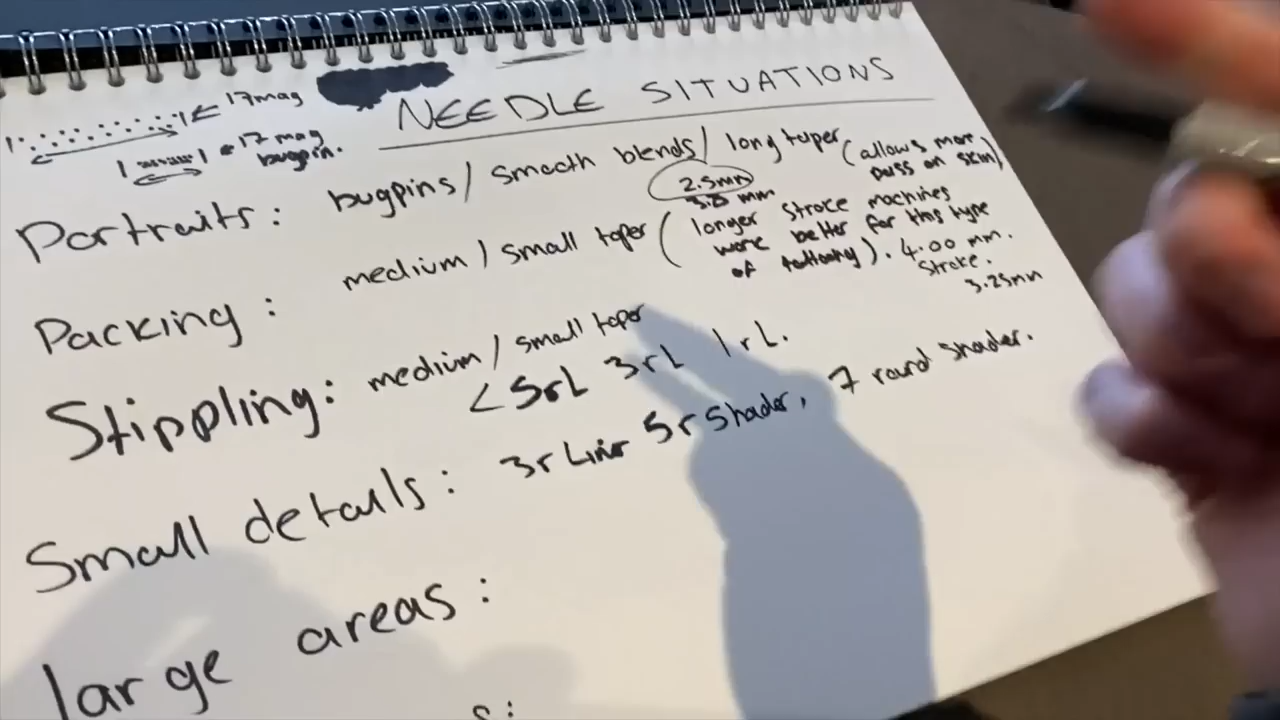 17mag
17 mag
bugpin.
NEEDLE SITUATIONS
Portraits: bugpins/ smooth blends/ long taper (allows more
pass on skin)
2.5mm
3.0 mm
Packing: medium / small taper (longer stroke machines
work better for this type
of tattooing). 4.00 mm.
stroke.
3.25mm
Stippling: medium/ small taper
<5rL 3rL 1rL.
Small details: 3r Liner 5r Shader, 7 round shader.
large areas:
s: